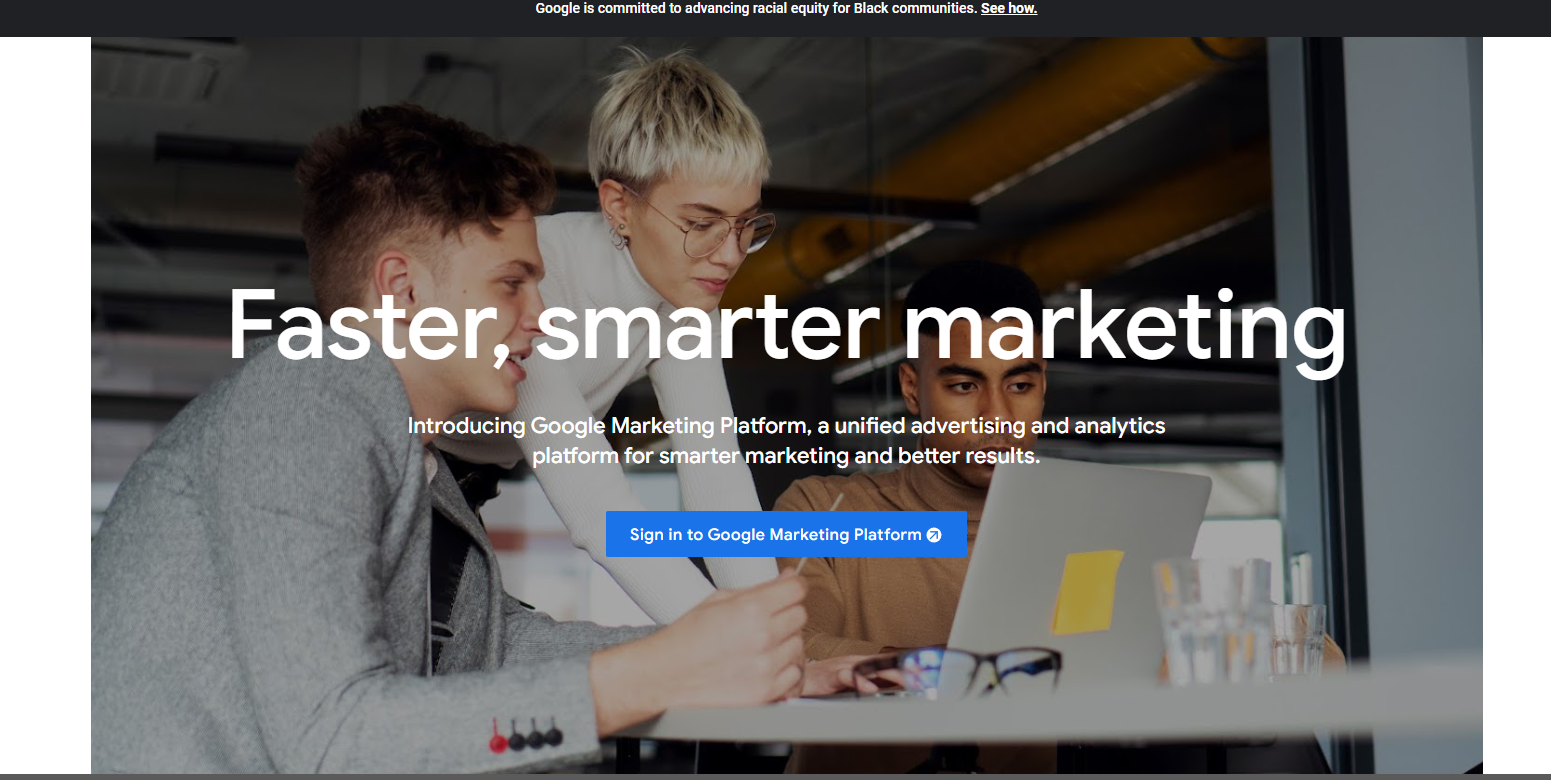 Google is committed to advancing racial equity for Black communities. See how.
Faster, smarter marketing
Introducing Google Marketing Platform, a unified advertising and analytics
platform for smarter marketing and better results.
Sign in to Google Marketing Platform